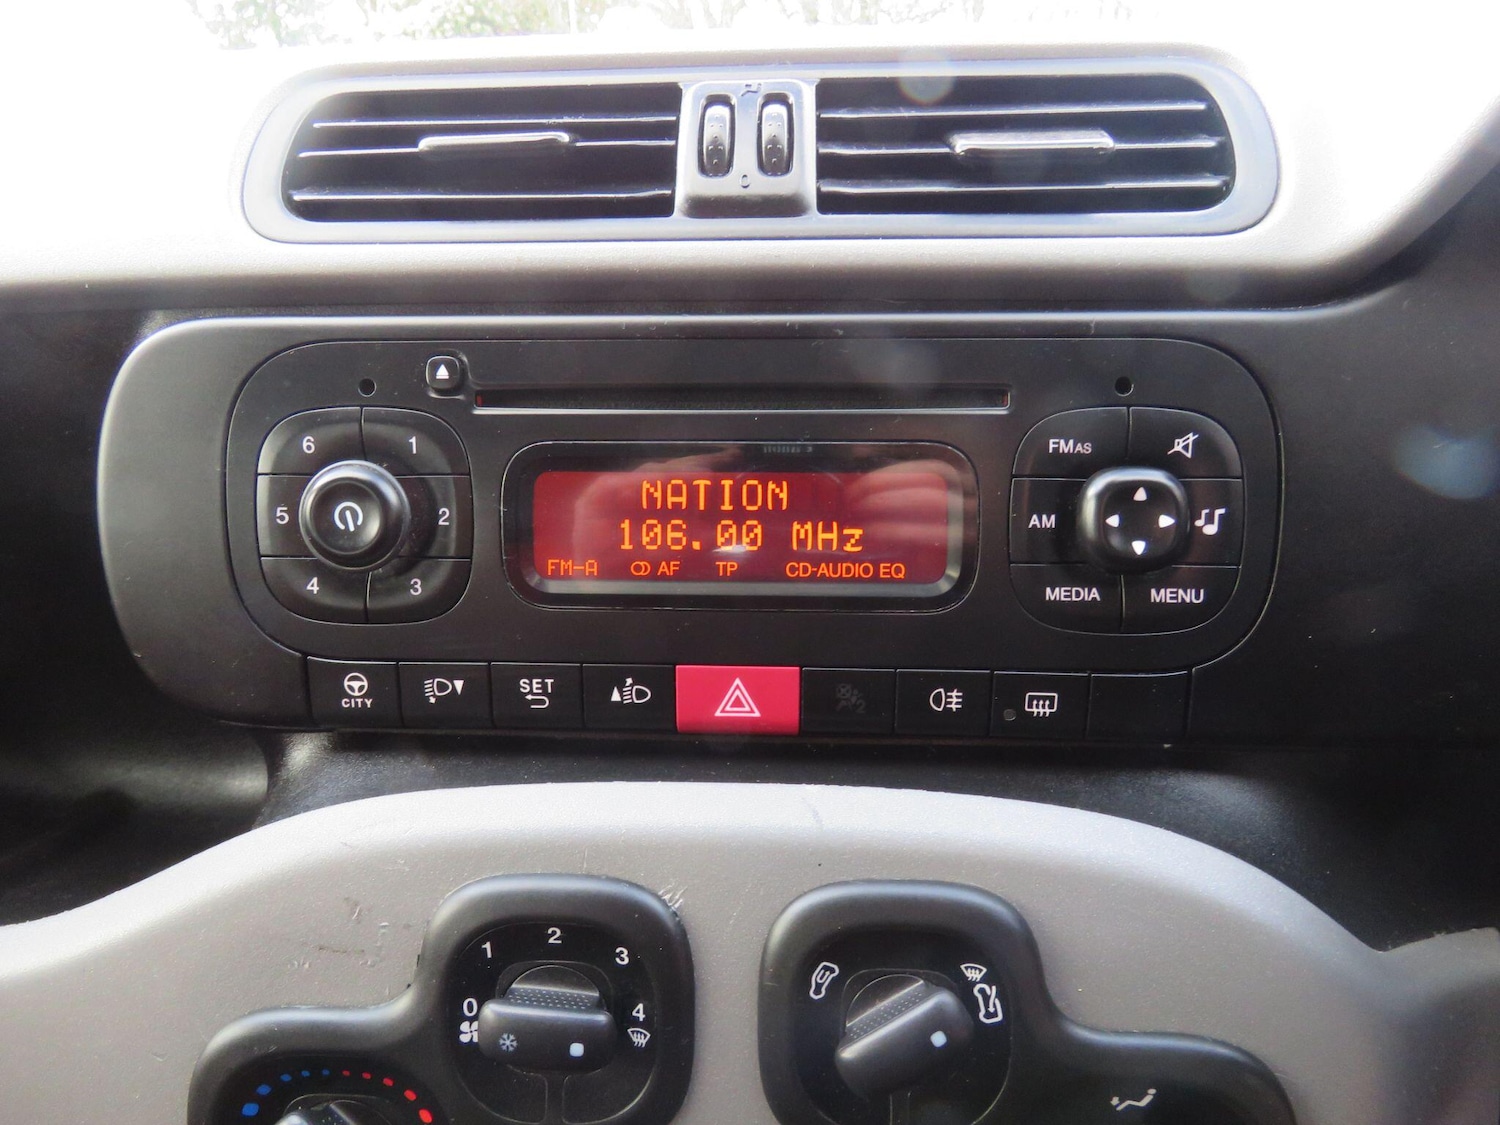 6 1
5 2
4 3
NATION
106.00 MHz
FM-A AF TP CD-AUDIO EQ
FMAS
AM
MEDIA MENU
CITY
SET
0 1 2 3 4